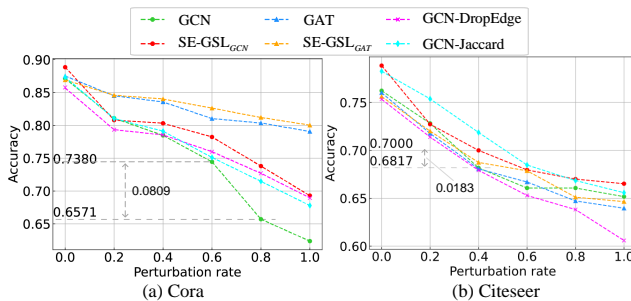 GCN GAT GCN-DropEdge
SE-GSL_GCN SE-GSL_GAT GCN-Jaccard
0.90
0.85
0.80
0.75
0.7380
0.70
0.6571
0.65
0.0809
Accuracy
0.0 0.2 0.4 0.6 0.8 1.0
Perturbation rate
(a) Cora
0.75
0.7000
0.70
0.6817
0.65
0.0183
0.60
Accuracy
0.0 0.2 0.4 0.6 0.8 1.0
Perturbation rate
(b) Citeseer